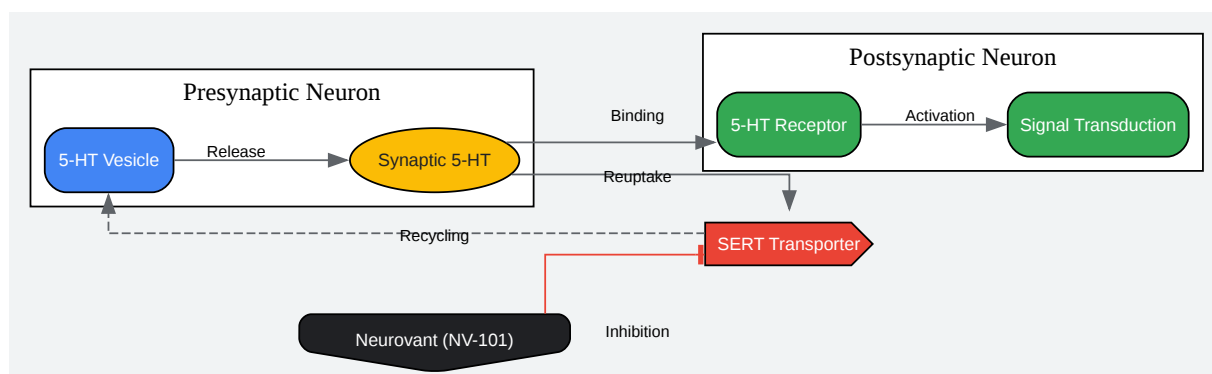 Postsynaptic Neuron
Presynaptic Neuron
Binding
5-HT Receptor
Activation
Signal Transduction
5-HT Vesicle
Release
Synaptic 5-HT
Reuptake
Recycling
SERT Transporter
Neurovant (NV-101)
Inhibition